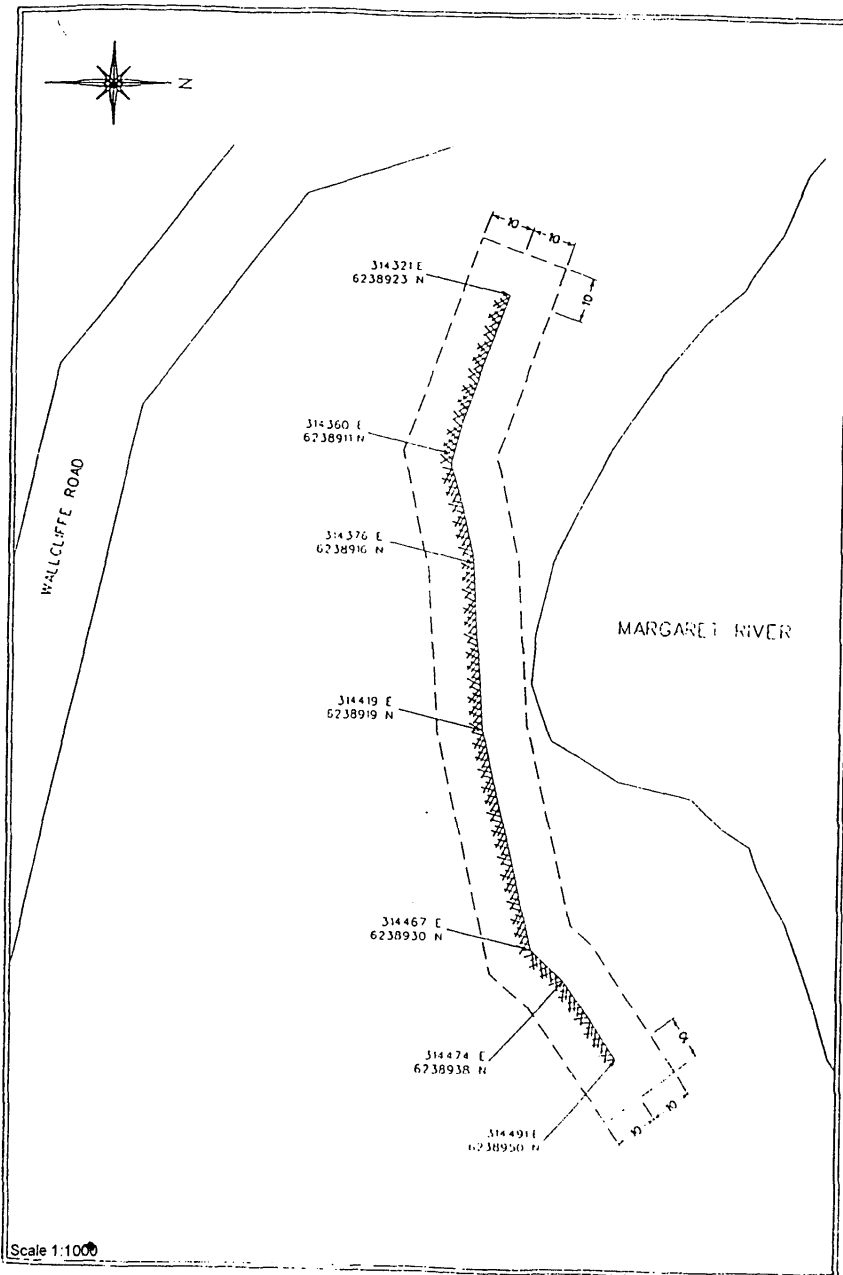 N
10
10
10
314321 E
6238923 N
314360 E
6238911 N
WALLCLIFFE ROAD
314376 E
6238916 N
MARGARET RIVER
314419 E
6238919 N
314467 E
6238930 N
314474 E
6238938 N
10
10
10
314491 E
6238950 N
Scale 1:1000